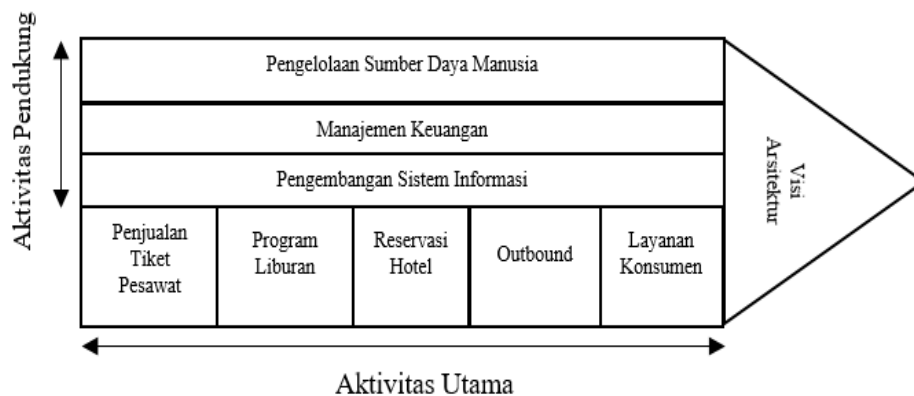 Aktivitas Pendukung
Pengelolaan Sumber Daya Manusia
Manajemen Keuangan
Pengembangan Sistem Informasi
Penjualan
Tiket
Pesawat
Program
Liburan
Reservasi
Hotel
Outbound
Layanan
Konsumen
Visi
Arsitektur
Aktivitas Utama